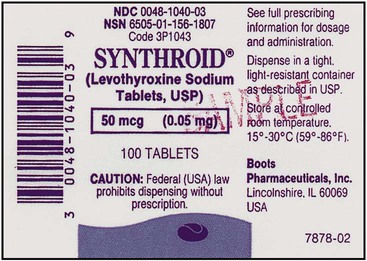 NDC 0048-1040-03
NSN 6505-01-156-1807
Code 3P1043
SYNTHROID®
(Levothyroxine Sodium
Tablets, USP)
50 mcg (0.05 mg)
100 TABLETS
CAUTION: Federal (USA) law
prohibits dispensing without
prescription.
See full prescribing
information for dosage
and administration.
Dispense in a tight,
light-resistant container
as described in USP.
Store at controlled
room temperature,
15°-30°C (59°-86°F).
Boots
Pharmaceuticals, Inc.
Lincolnshire, IL 60069
USA
7878-02
SAMPLE
3 0048-1040-03 9